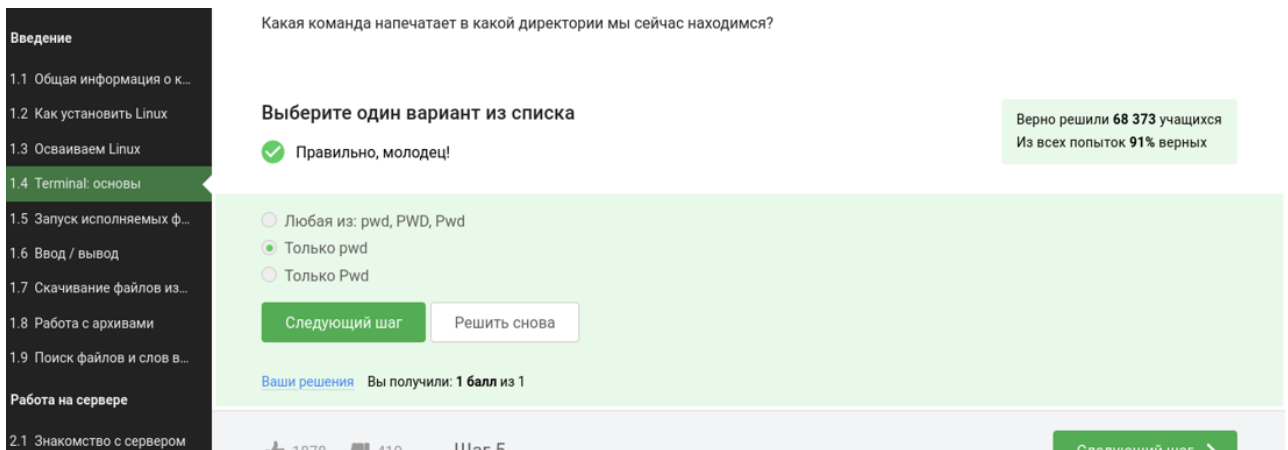 Введение
1.1 Общая информация о к...
1.2 Как установить Linux
1.3 Осваиваем Linux
1.4 Terminal: основы
1.5 Запуск исполняемых ф...
1.6 Ввод / вывод
1.7 Скачивание файлов из...
1.8 Работа с архивами
1.9 Поиск файлов и слов в...
Работа на сервере
2.1 Знакомство с сервером
Какая команда напечатает в какой директории мы сейчас находимся?
Выберите один вариант из списка
Правильно, молодец!
Верно решили 68 373 учащихся
Из всех попыток 91% верных
Любая из: pwd, PWD, Pwd
Только pwd
Только Pwd
Следующий шаг
Решить снова
Ваши решения Вы получили: 1 балл из 1
Шаг 5
Следующий шаг